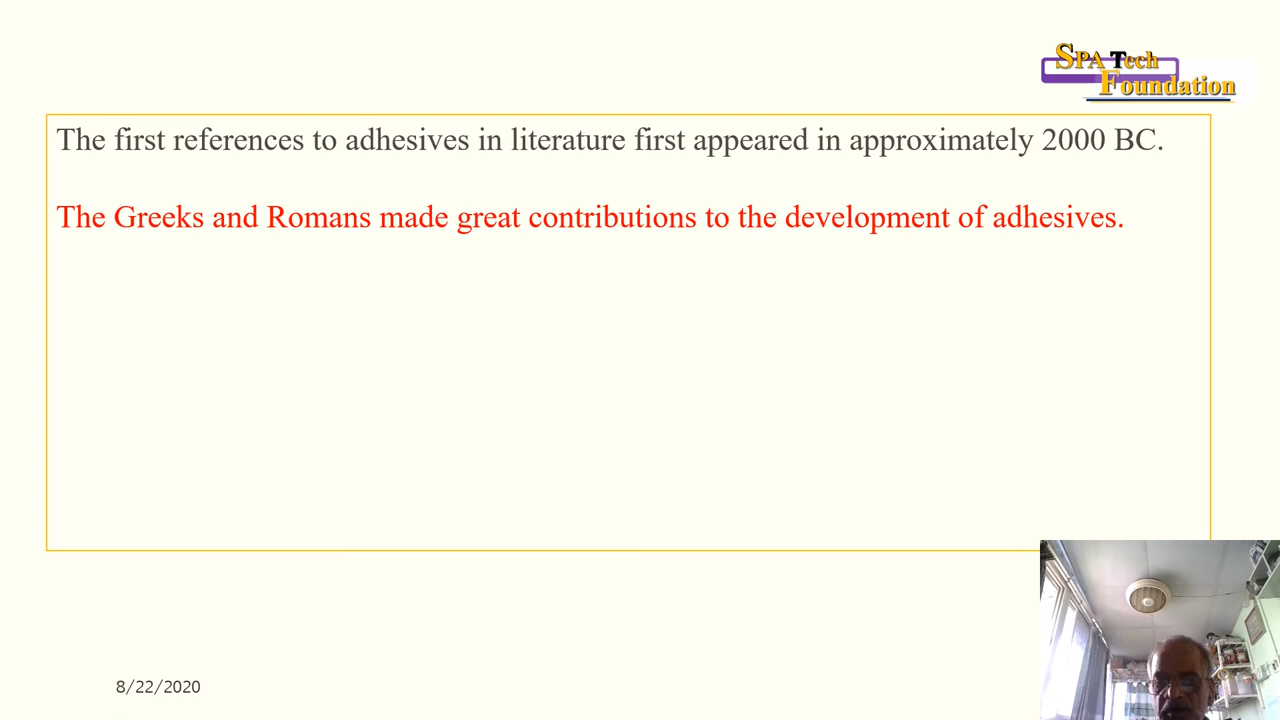 SPA Tech
Foundation
The first references to adhesives in literature first appeared in approximately 2000 BC.
The Greeks and Romans made great contributions to the development of adhesives.
8/22/2020